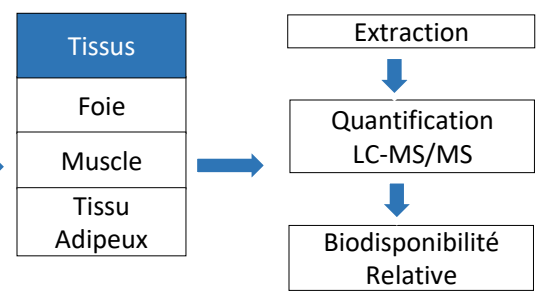 Tissus
Foie
Muscle
Tissu
Adipeux
Extraction
Quantification
LC-MS/MS
Biodisponibilité
Relative